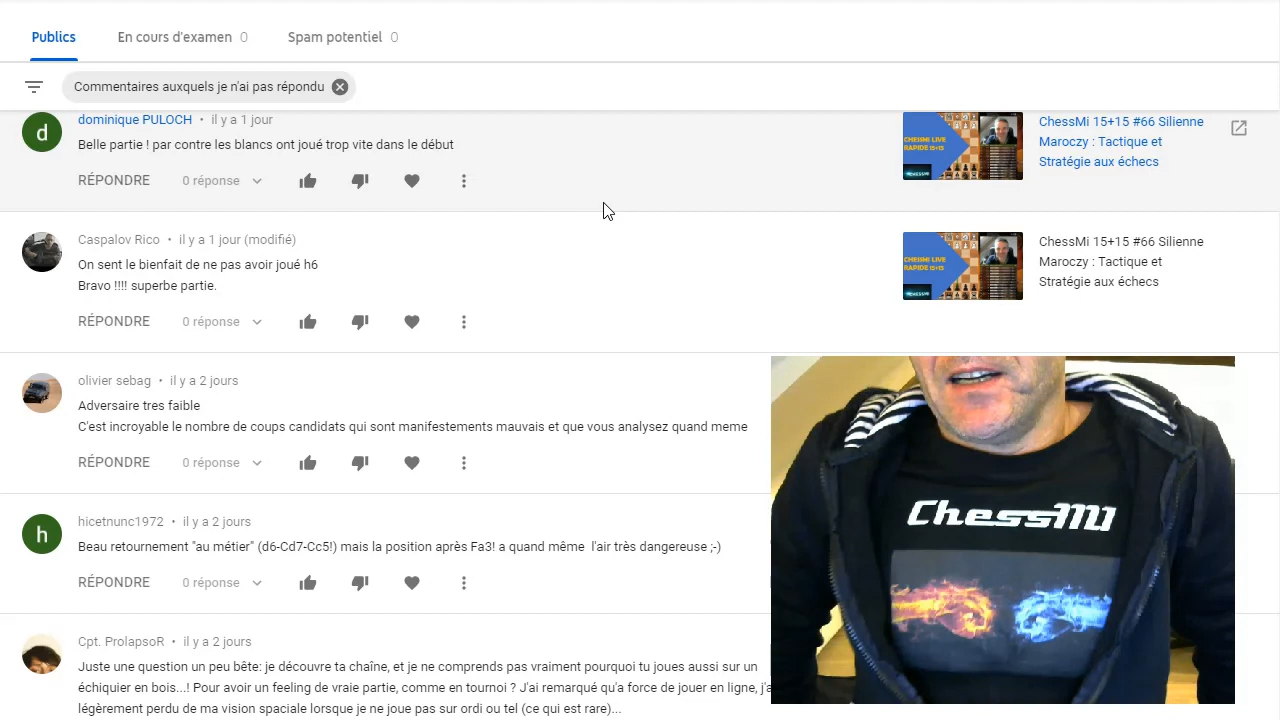 Publics
En cours d'examen 0
Spam potentiel 0
Commentaires auxquels je n'ai pas répondu
dominique PULOCH • il y a 1 jour
Belle partie ! par contre les blancs ont joué trop vite dans le début
RÉPONDRE 0 réponse
ChessMi 15+15 #66 Silienne
Maroczy : Tactique et
Stratégie aux échecs
CHESSMI LIVE
RAPIDE 15+15
Caspalov Rico • il y a 1 jour (modifié)
On sent le bienfait de ne pas avoir joué h6
Bravo !!!! superbe partie.
RÉPONDRE 0 réponse
ChessMi 15+15 #66 Silienne
Maroczy : Tactique et
Stratégie aux échecs
CHESSMI LIVE
RAPIDE 15+15
olivier sebag • il y a 2 jours
Adversaire tres faible
C'est incroyable le nombre de coups candidats qui sont manifestements mauvais et que vous analysez quand meme
RÉPONDRE 0 réponse
h
hicetnunc1972 • il y a 2 jours
Beau retournement "au métier" (d6-Cd7-Cc5!) mais la position après Fa3! a quand même l'air très dangereuse ;-)
RÉPONDRE 0 réponse
Cpt. ProlapsoR • il y a 2 jours
Juste une question un peu bête: je découvre ta chaîne, et je ne comprends pas vraiment pourquoi tu joues aussi sur un
échiquier en bois...! Pour avoir un feeling de vraie partie, comme en tournoi ? J'ai remarqué qu'a force de jouer en ligne, j'a
légèrement perdu de ma vision spaciale lorsque je ne joue pas sur ordi ou tel (ce qui est rare)...
d
ChessMI